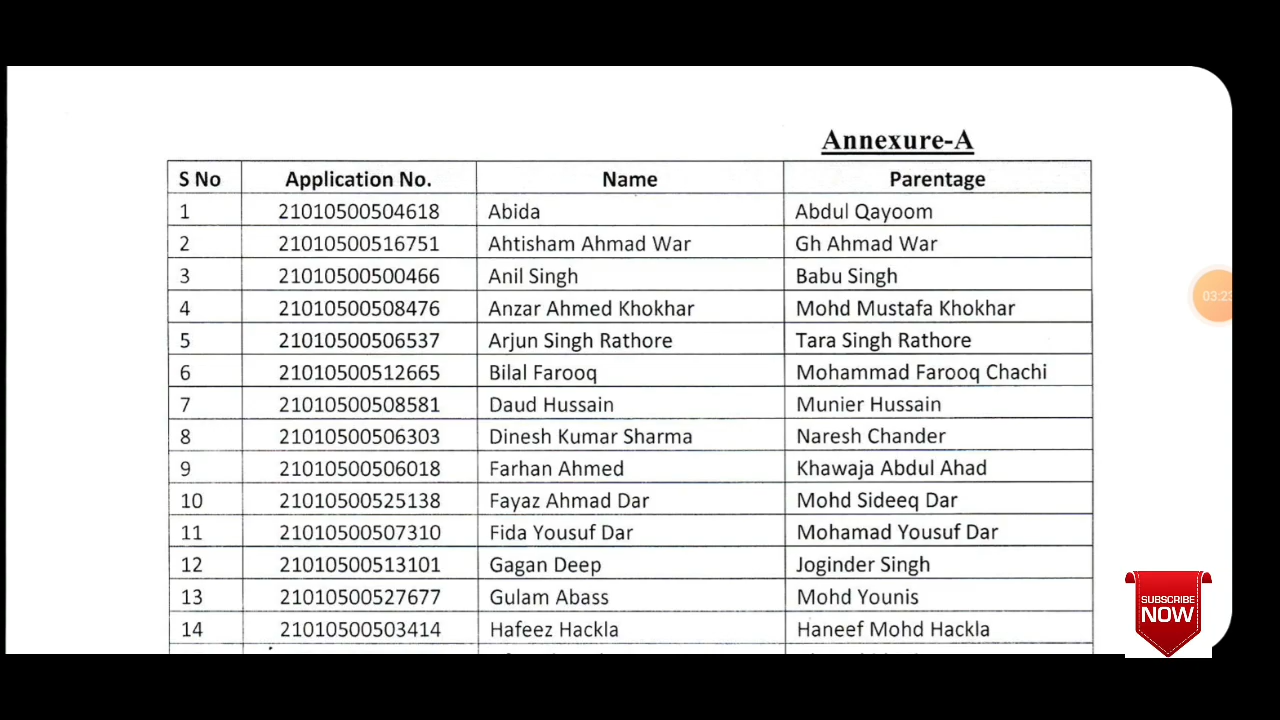 Annexure-A
S No Application No. Name Parentage
1 21010500504618 Abida Abdul Qayoom
2 21010500516751 Ahtisham Ahmad War Gh Ahmad War
3 21010500500466 Anil Singh Babu Singh
4 21010500508476 Anzar Ahmed Khokhar Mohd Mustafa Khokhar
5 21010500506537 Arjun Singh Rathore Tara Singh Rathore
6 21010500512665 Bilal Farooq Mohammad Farooq Chachi
7 21010500508581 Daud Hussain Munier Hussain
8 21010500506303 Dinesh Kumar Sharma Naresh Chander
9 21010500506018 Farhan Ahmed Khawaja Abdul Ahad
10 21010500525138 Fayaz Ahmad Dar Mohd Sideeq Dar
11 21010500507310 Fida Yousuf Dar Mohamad Yousuf Dar
12 21010500513101 Gagan Deep Joginder Singh
13 21010500527677 Gulam Abass Mohd Younis
14 21010500503414 Hafeez Hackla Haneef Mohd Hackla
03:23
SUBSCRIBE
NOW